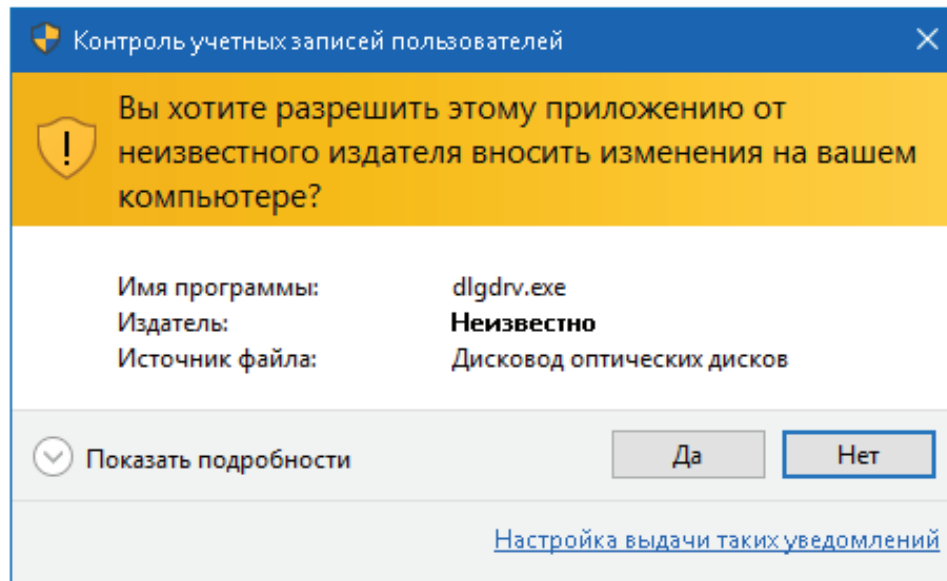 Контроль учетных записей пользователей
Вы хотите разрешить этому приложению от
неизвестного издателя вносить изменения на вашем
компьютере?
Имя программы: dlgdrv.exe
Издатель: Неизвестно
Источник файла: Дисковод оптических дисков
Показать подробности Да Нет
Настройка выдачи таких уведомлений